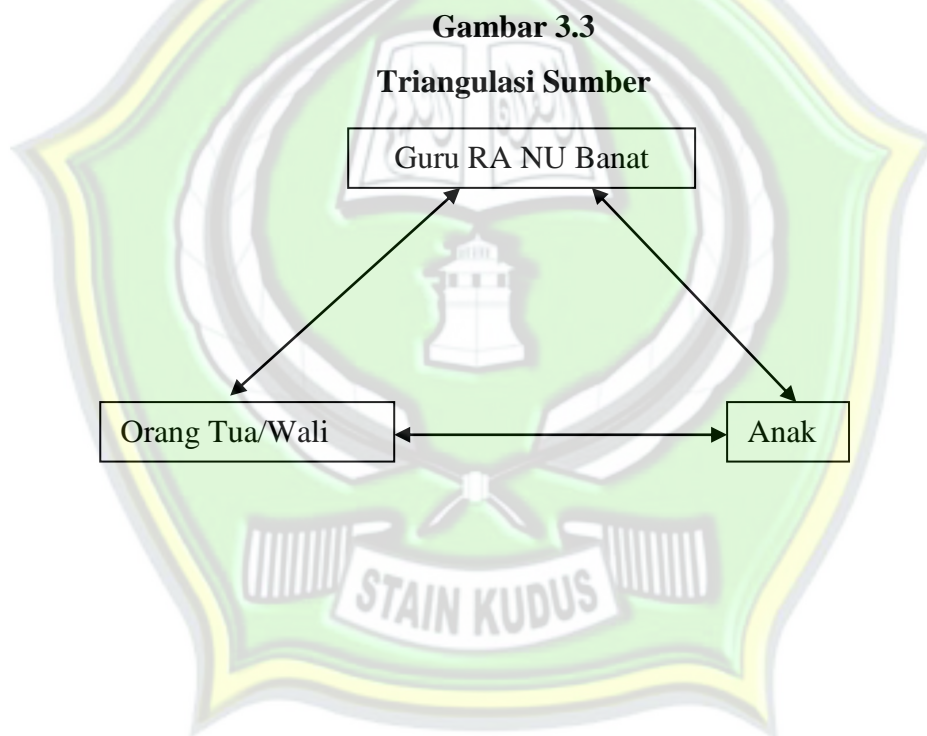 Gambar 3.3
Triangulasi Sumber
Guru RA NU Banat
Orang Tua/Wali
Anak
STAIN KUDUS